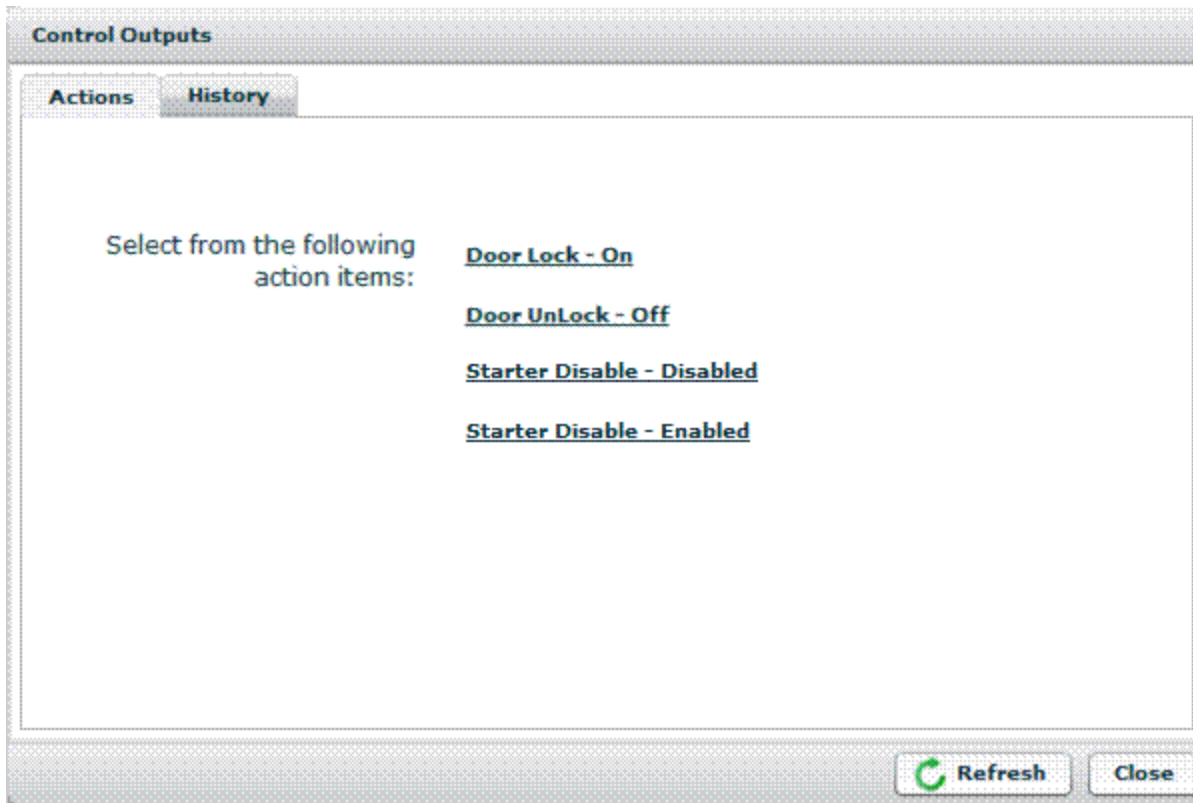 Control Outputs
Actions
History
Select from the following
action items:
Door Lock - On
Door UnLock - Off
Starter Disable - Disabled
Starter Disable - Enabled
Refresh
Close